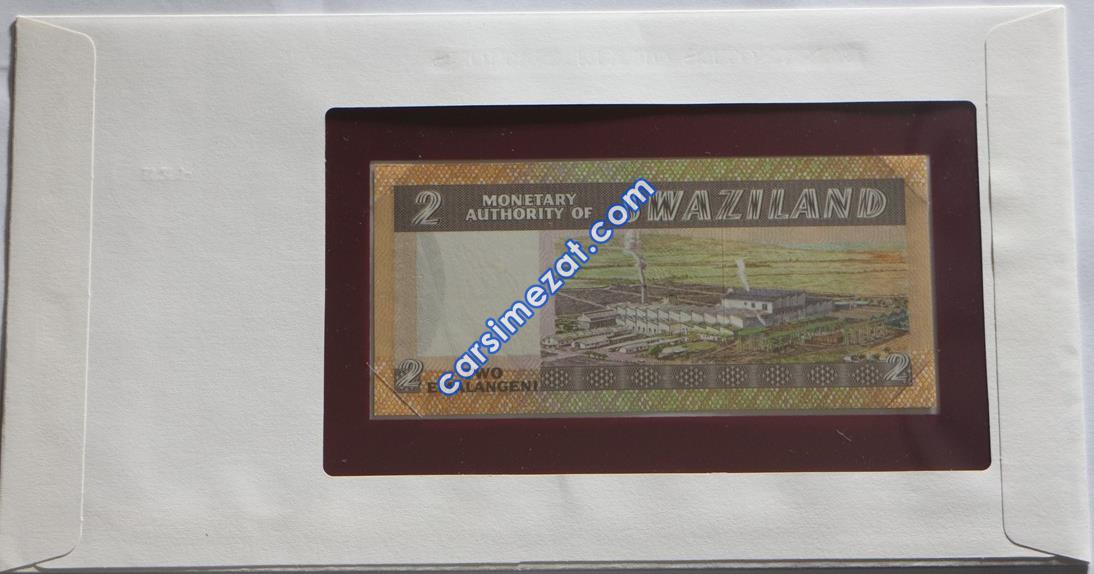 2 MONETARY
AUTHORITY OF SWAZILAND
carsimezat.com
2 TWO
EMALANGENI
2